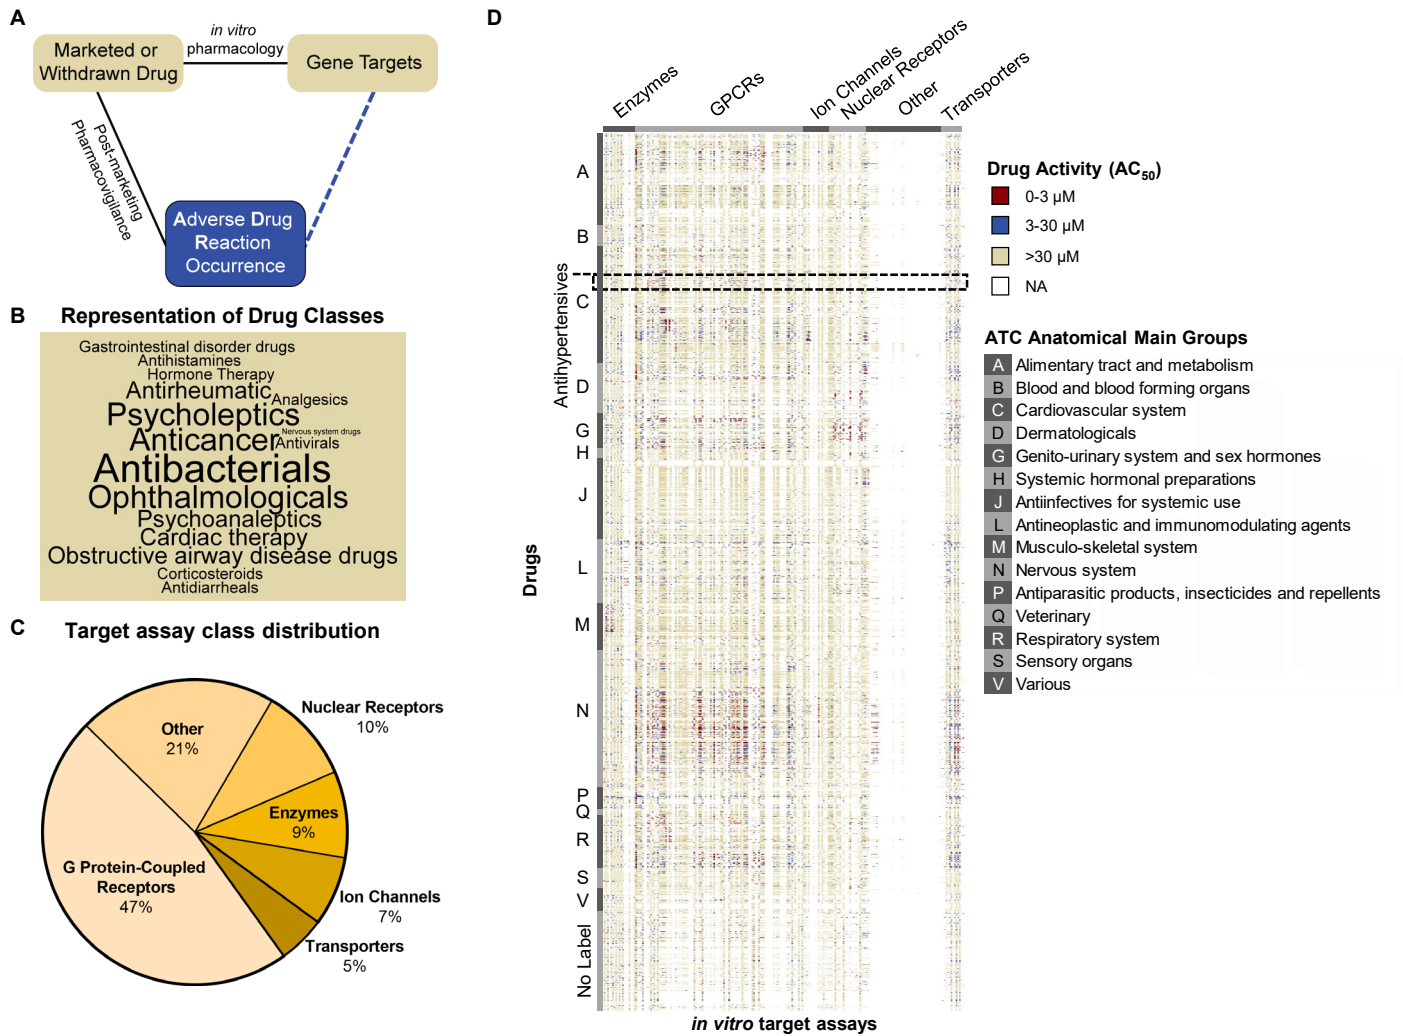 A
Marketed or
Withdrawn Drug
in vitro
pharmacology
Gene Targets
Post-marketing
Pharmacovigilance
Adverse Drug
Reaction
Occurrence
B
Representation of Drug Classes
Gastrointestinal disorder drugs
Antihistamines
Hormone Therapy
Antirheumatic
Analgesics
Psycholeptics
Nervous system drugs
Anticancer
Antivirals
Antibacterials
Ophthalmologicals
Psychoanaleptics
Cardiac therapy
Obstructive airway disease drugs
Corticosteroids
Antidiarrheals
C
Target assay class distribution
Nuclear Receptors
10%
Other
21%
Enzymes
9%
G Protein-Coupled
Receptors
47%
Ion Channels
7%
Transporters
5%
D
Enzymes
GPCRs
Ion Channels
Nuclear Receptors
Other
Transporters
Drugs
Antihypertensives
A
B
C
D
G
H
J
L
M
N
P
Q
R
S
V
No Label
in vitro target assays
Drug Activity (AC50)
0-3 µM
3-30 µM
>30 µM
NA
ATC Anatomical Main Groups
A Alimentary tract and metabolism
B Blood and blood forming organs
C Cardiovascular system
D Dermatologicals
G Genito-urinary system and sex hormones
H Systemic hormonal preparations
J Antiinfectives for systemic use
L Antineoplastic and immunomodulating agents
M Musculo-skeletal system
N Nervous system
P Antiparasitic products, insecticides and repellents
Q Veterinary
R Respiratory system
S Sensory organs
V Various